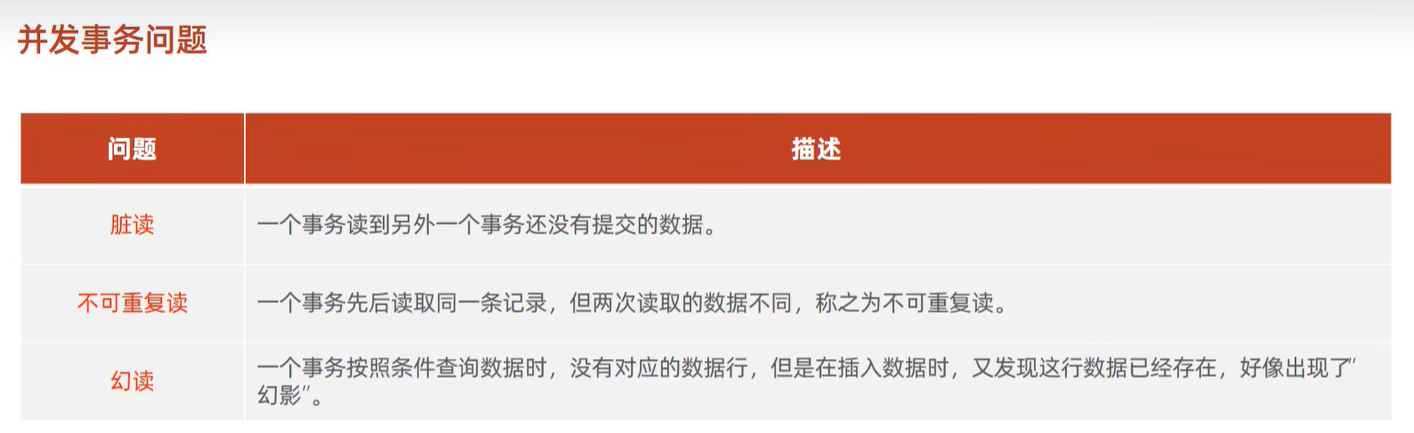 并发事务问题
问题 描述
脏读 一个事务读到另外一个事务还没有提交的数据。
不可重复读 一个事务先后读取同一条记录，但两次读取的数据不同，称之为不可重复读。
幻读 一个事务按照条件查询数据时，没有对应的数据行，但是在插入数据时，又发现这行数据已经存在，好像出现了”
幻影”。